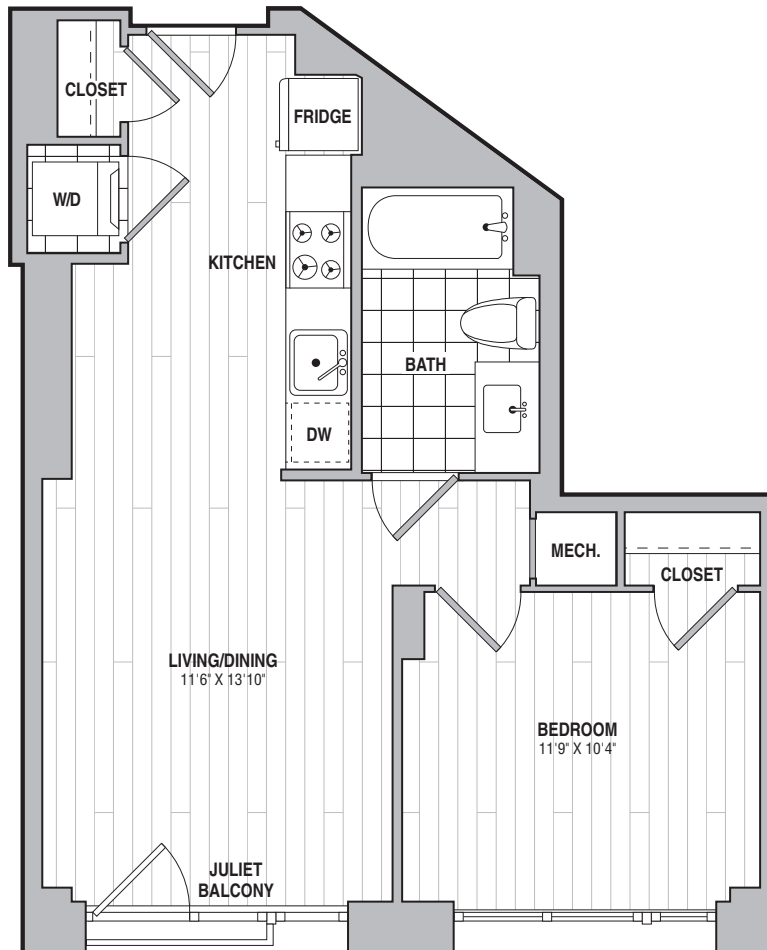 CLOSET
FRIDGE
W/D
KITCHEN
BATH
DW
MECH.
CLOSET
LIVING/DINING
11'6" X 13'10"
BEDROOM
11'9" X 10'4"
JULIET
BALCONY